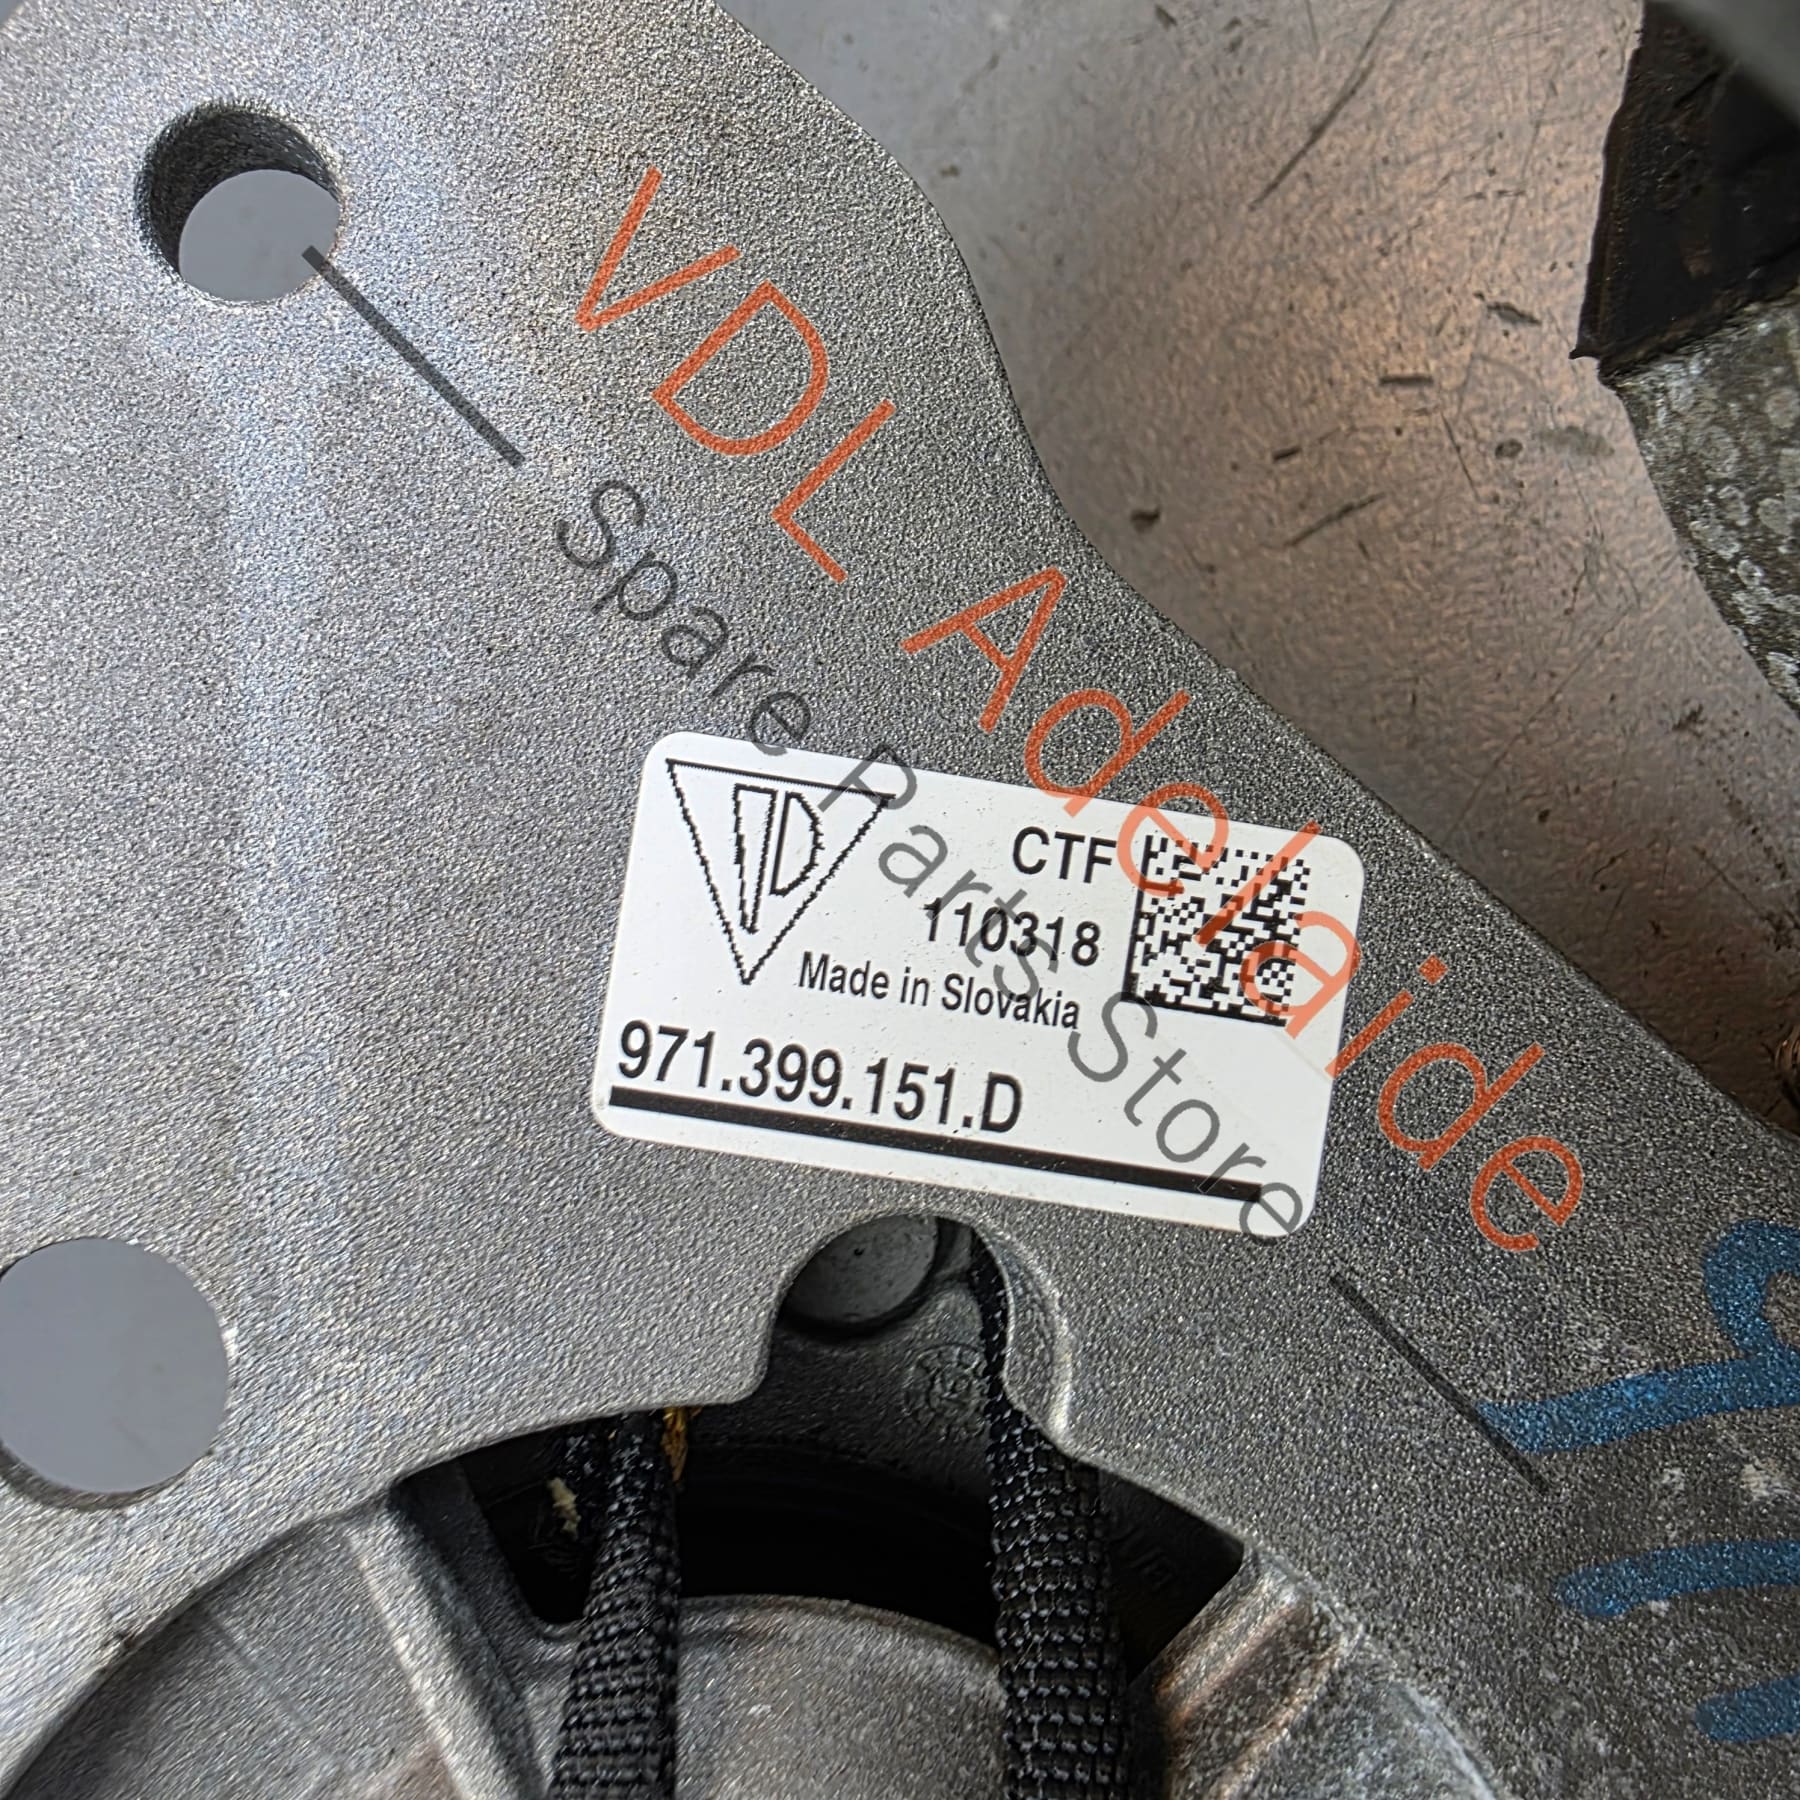 VDL Adelaide
Spare Parts Store
CTF
110318
Made in Slovakia
971.399.151.D